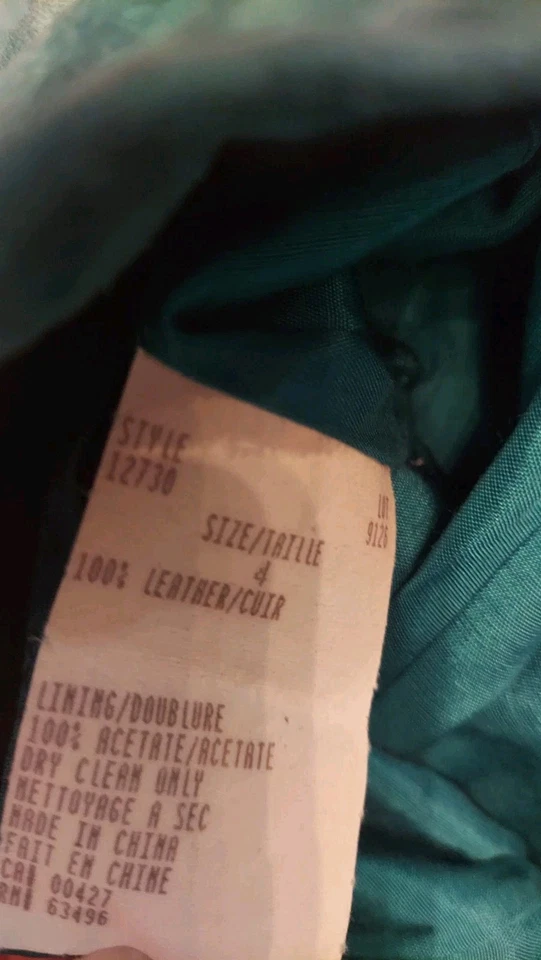 STYLE
12730
LOT
9126
SIZE/TAILLE
4
100% LEATHER/CUIR
LINING/DOUBLURE
100% ACETATE/ACETATE
DRY CLEAN ONLY
NETTOYAGE A SEC
MADE IN CHINA
FAIT EN CHINE
CA# 00427
RN# 63496